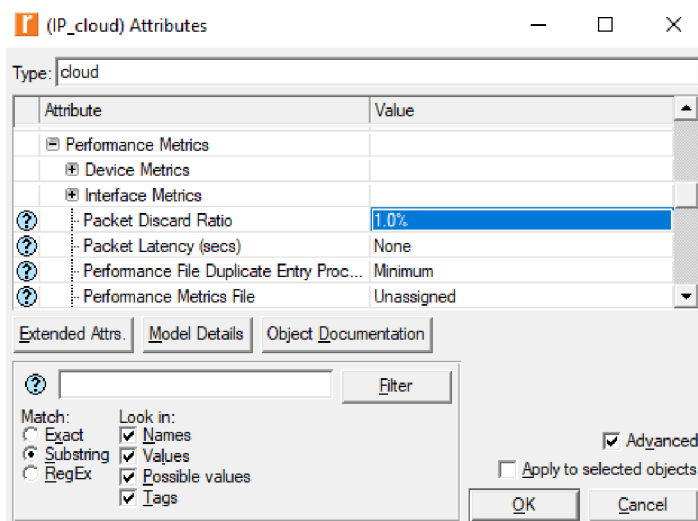 (IP_cloud) Attributes
Type: cloud
Attribute Value
Performance Metrics
Device Metrics
Interface Metrics
Packet Discard Ratio 1.0%
Packet Latency (secs) None
Performance File Duplicate Entry Proc... Minimum
Performance Metrics File Unassigned
Extended Attrs. Model Details Object Documentation
Filter
Match: Look in:
Exact Names
Substring Values
RegEx Possible values
Tags
Advanced
Apply to selected objects
OK Cancel